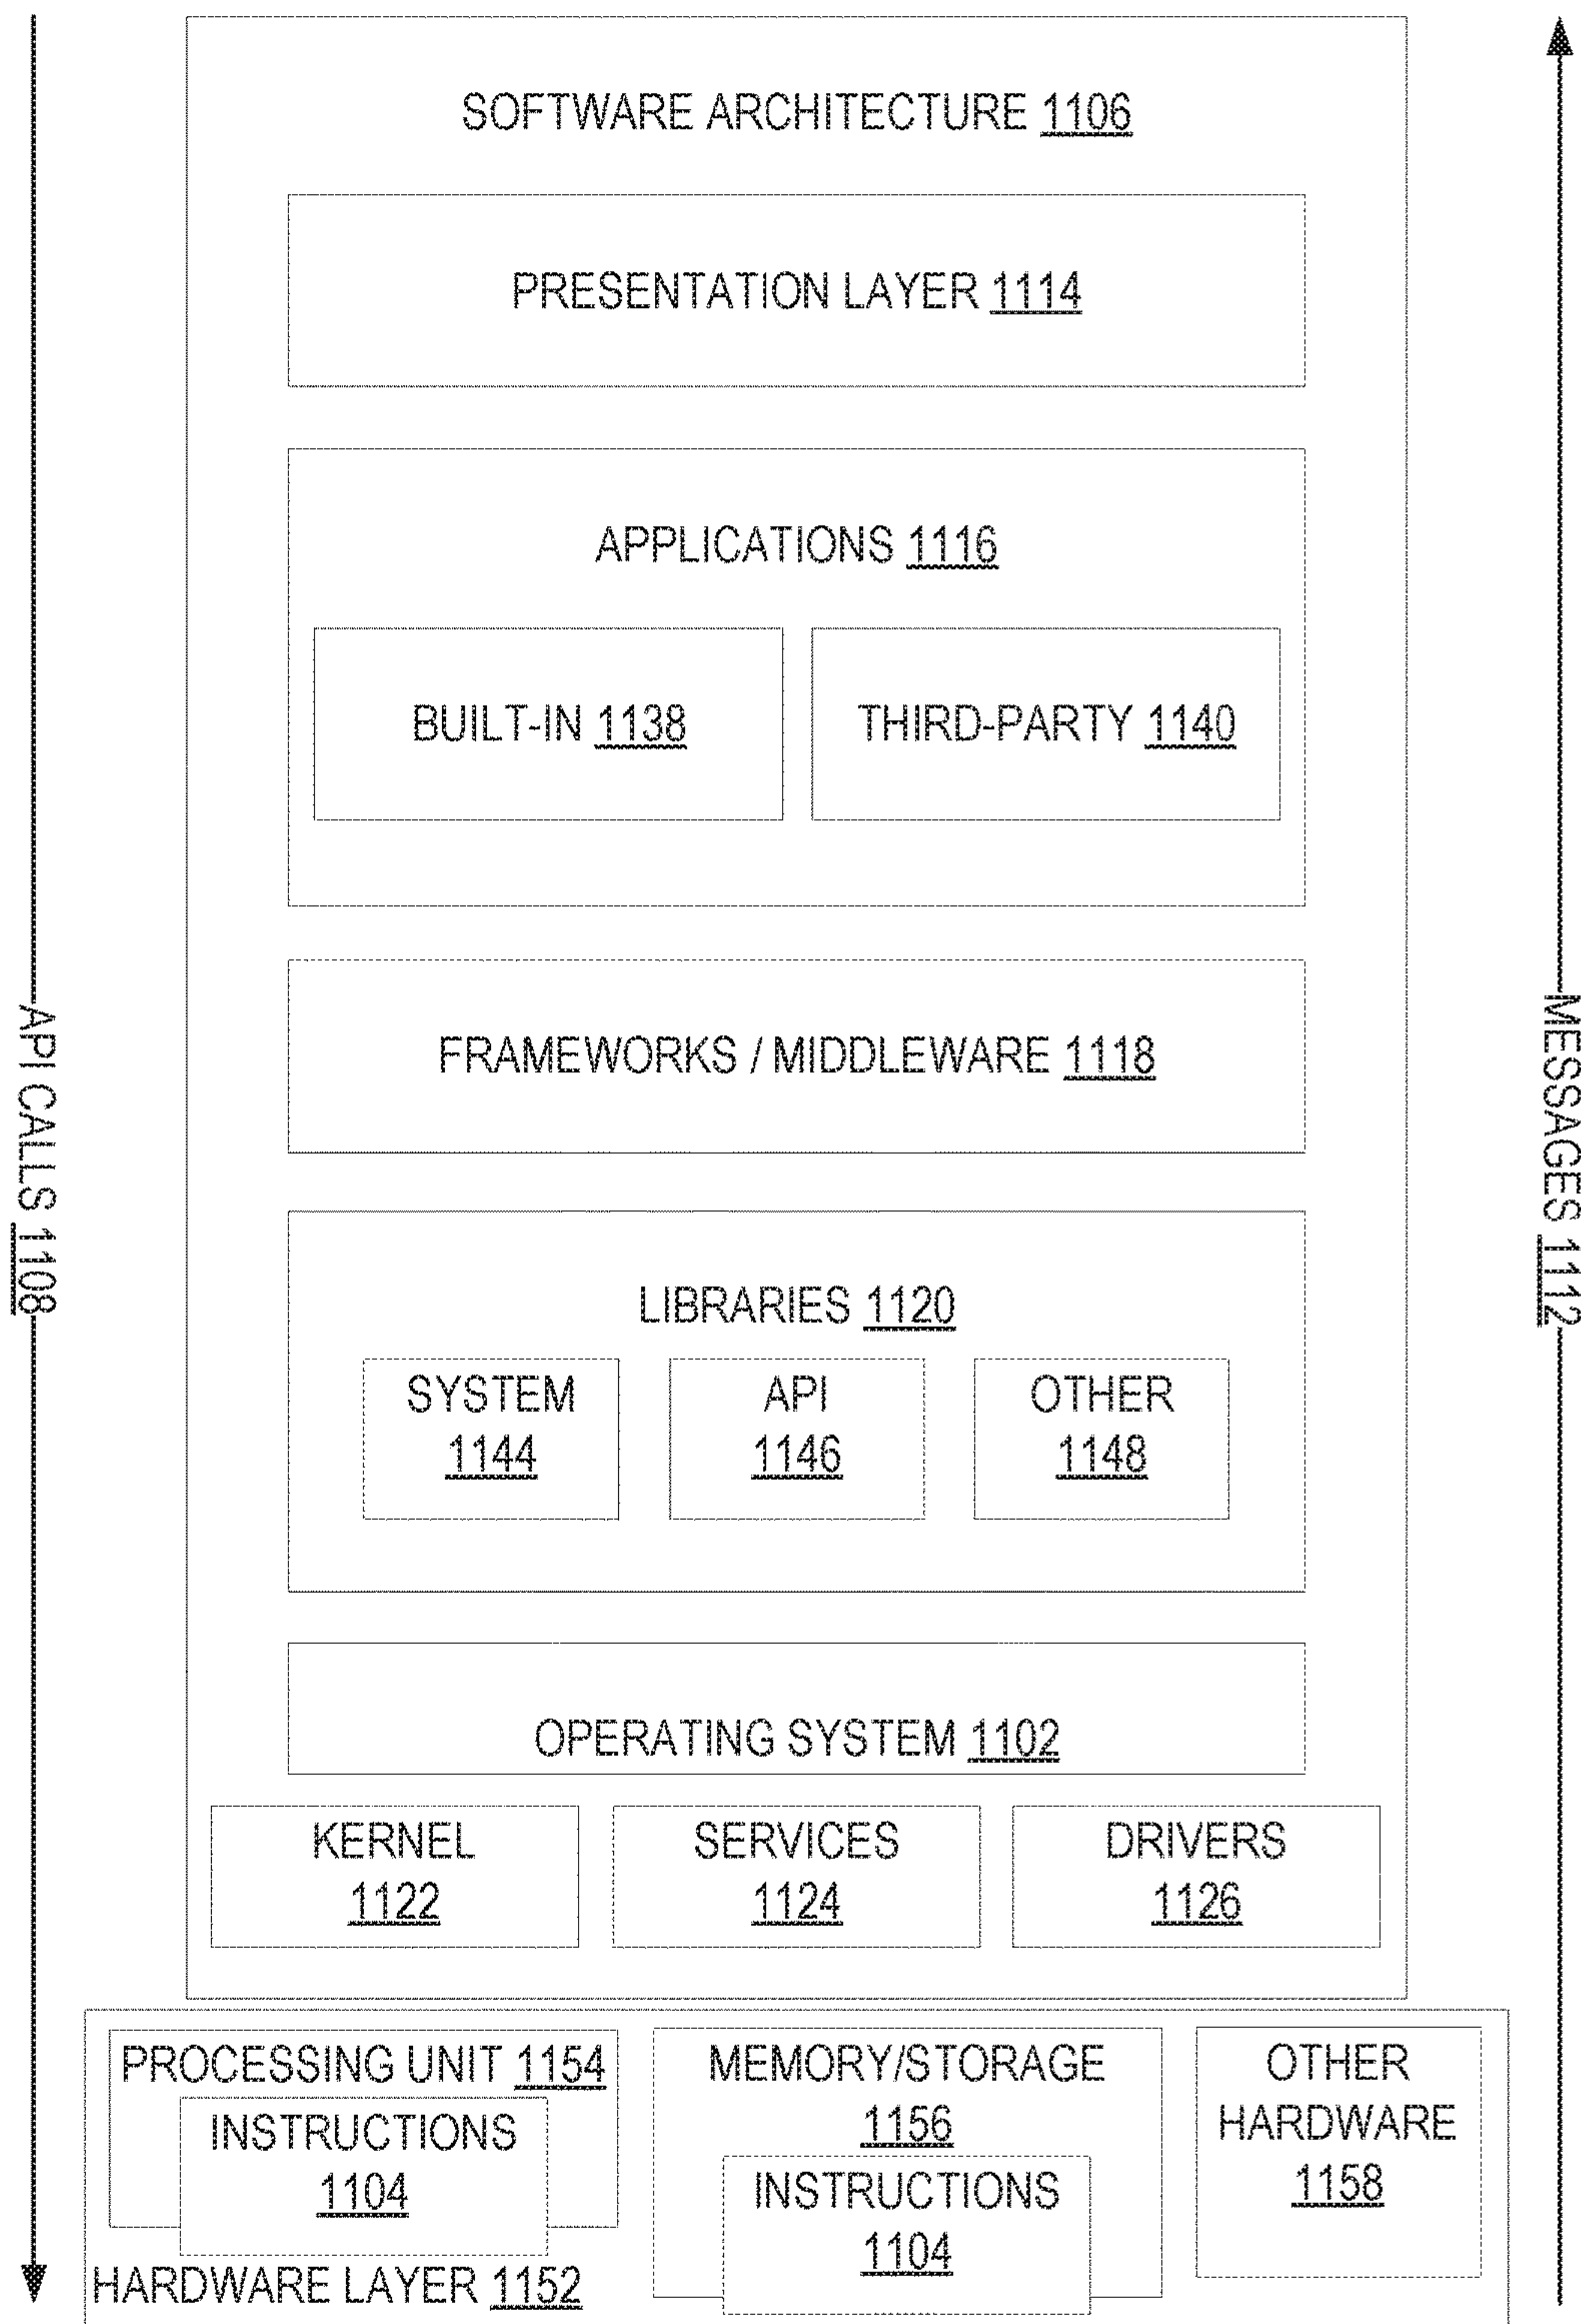 SOFTWARE ARCHITECTURE 1106
PRESENTATION LAYER 1114
APPLICATIONS 1116
BUILT-IN 1138
THIRD-PARTY 1140
FRAMEWORKS / MIDDLEWARE 1118
API CALLS 1108
MESSAGES 1112
LIBRARIES 1120
SYSTEM
1144
API
1146
OTHER
1148
OPERATING SYSTEM 1102
KERNEL
1122
SERVICES
1124
DRIVERS
1126
PROCESSING UNIT 1154
INSTRUCTIONS
1104
MEMORY/STORAGE
1156
INSTRUCTIONS
1104
OTHER
HARDWARE
1158
HARDWARE LAYER 1152